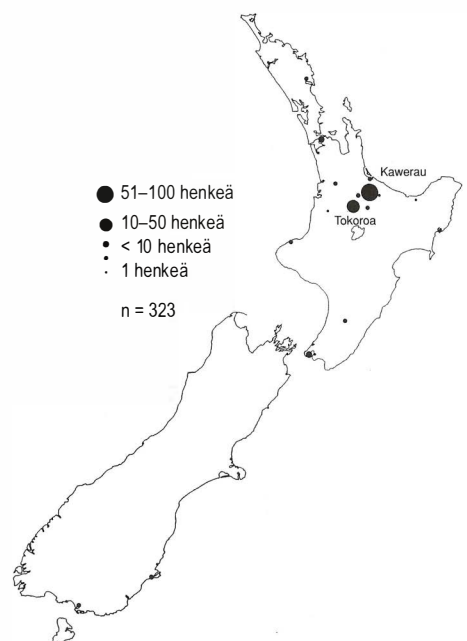 Kawerau
Tokoroa
51–100 henkeä
10–50 henkeä
< 10 henkeä
1 henkeä
n = 323